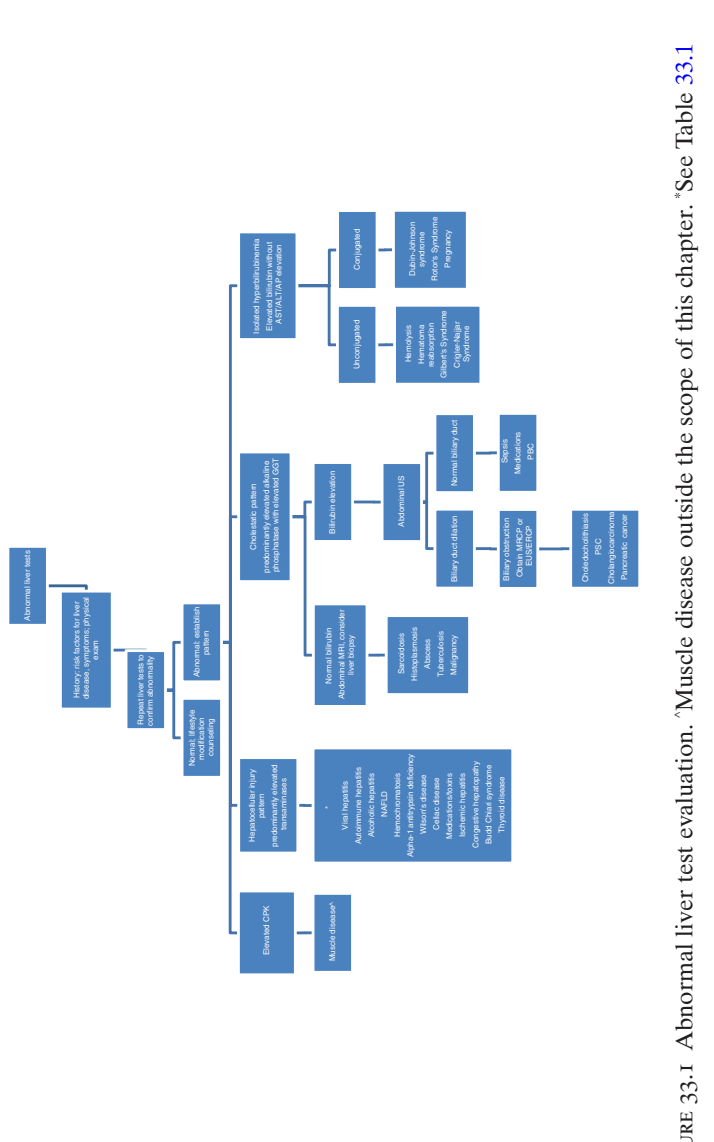 Abnormal liver tests
History: risk factors for liver
disease, symptoms; physical
exam
Repeat liver tests to
confirm abnormality
Normal; lifestyle
modification
counseling
Abnormal: establish
pattern
Elevated CPK
Muscle disease^
Hepatocellular injury
pattern
predominantly elevated
transaminases
*
Viral hepatitis
Autoimmune hepatitis
Alcoholic hepatitis
NAFLD
Hemochromatosis
Alpha-1 antitrypsin deficiency
Wilson's disease
Celiac disease
Medications/toxins
Ischemic hepatitis
Congestive hepatopathy
Budd Chiari syndrome
Thyroid disease
Cholestatic pattern
predominantly elevated alkaline
phosphatase with elevated GGT
Normal bilirubin
Abdominal MRI, consider
liver biopsy
Sarcoidosis
Histoplasmosis
Abscess
Tuberculosis
Malignancy
Bilirubin elevation
Abdominal US
Biliary duct dilation
Biliary obstruction
Obtain MRCP or
EUS/ERCP
Choledocholithiasis
PSC
Cholangiocarcinoma
Pancreatic cancer
Normal biliary duct
Sepsis
Medications
PBC
Isolated hyperbilirubinemia
Elevated bilirubin without
AST/ALT/AP elevation
Unconjugated
Hemolysis
Hematoma
reabsorption
Gilbert's Syndrome
Crigler-Najjar
Syndrome
Conjugated
Dubin-Johnson
syndrome
Rotor's Syndrome
Pregnancy
URE 33.1 Abnormal liver test evaluation. ^Muscle disease outside the scope of this chapter. *See Table 33.1